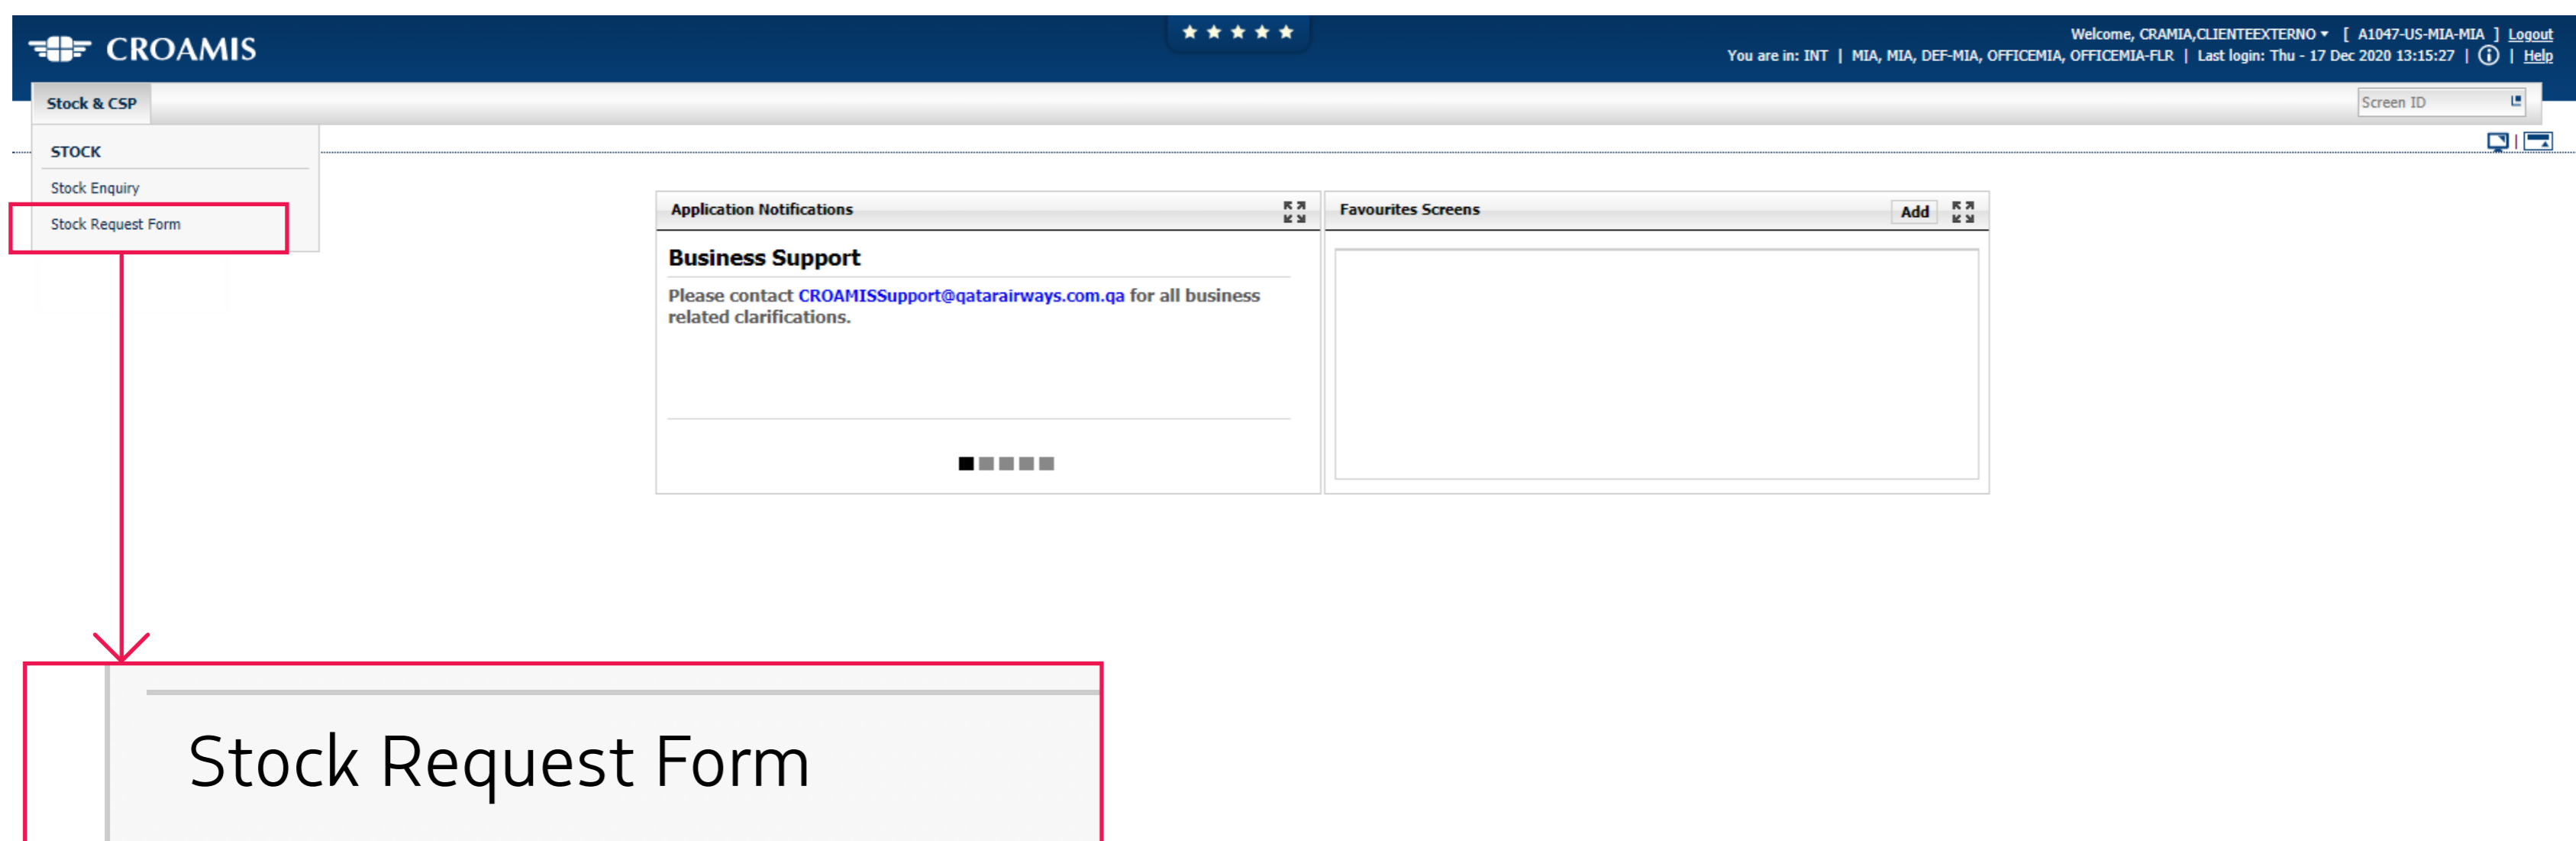 CROAMIS
Welcome, CRAMIA,CLIENTEEXTERNO [ A1047-US-MIA-MIA ] Logout
You are in: INT | MIA, MIA, DEF-MIA, OFFICEMIA, OFFICEMIA-FLR | Last login: Thu - 17 Dec 2020 13:15:27 | i | Help
Stock & CSP
Screen ID
STOCK
Stock Enquiry
Stock Request Form
Application Notifications
Business Support
Please contact CROAMISSupport@qatarairways.com.qa for all business
related clarifications.
Favourites Screens
Add
Stock Request Form